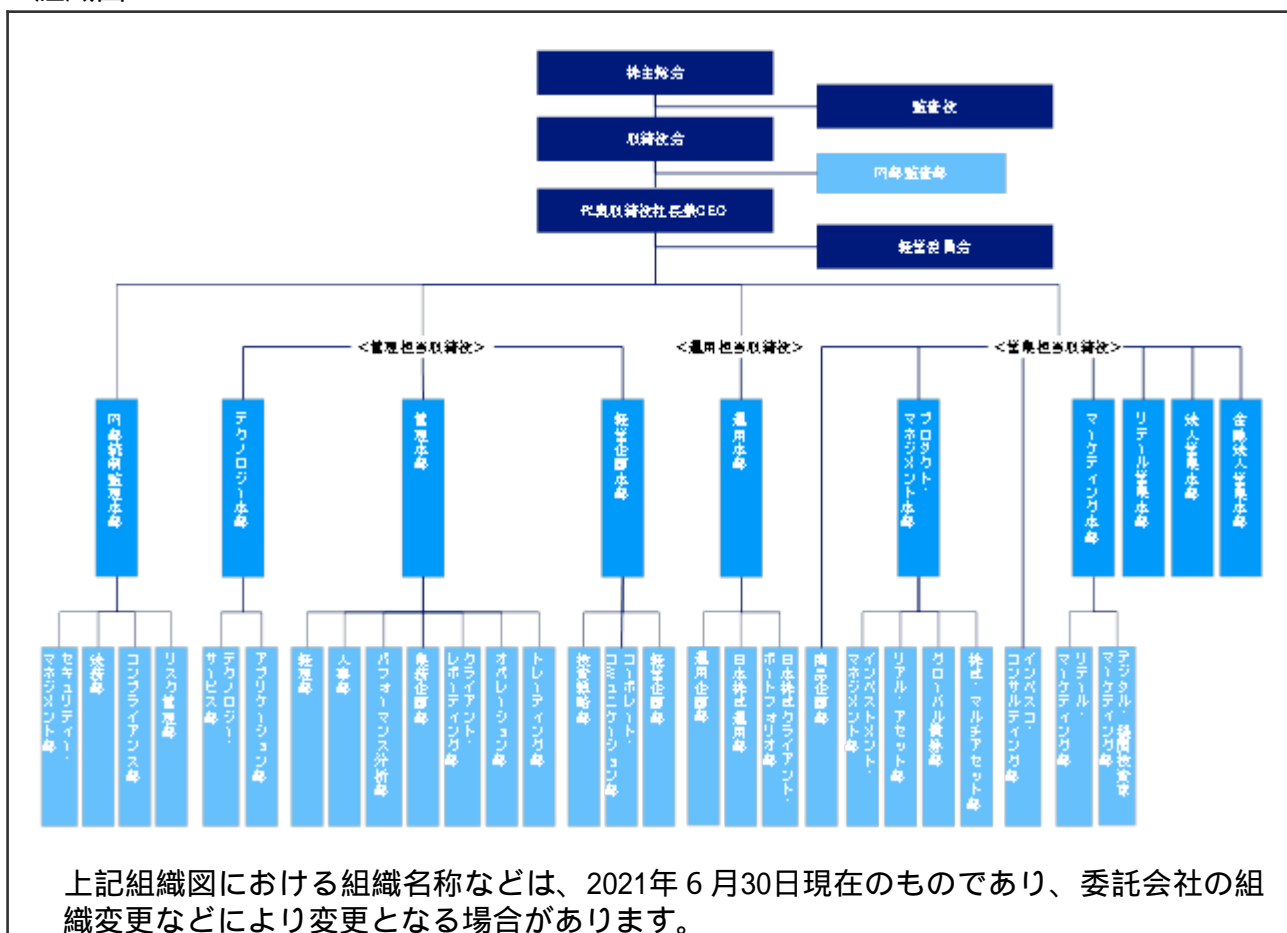 株主総会
監査役
取締役会
内部監査部
代表取締役社長兼CEO
経営委員会
<管理担当取締役>
<運用担当取締役>
<営業担当取締役>
内部統制管理本部
テクノロジー本部
管理本部
経営企画本部
運用本部
プロダクト・
マネジメント本部
マーケティング本部
リテール営業本部
法人営業本部
金融法人営業本部
セキュリティー・
マネジメント部
法務部
コンプライアンス部
リスク管理部
テクノロジー・
サービス部
アプリケーション部
経理部
人事部
パフォーマンス分析部
業務企画部
クライアント・
レポーティング部
オペレーション部
トレーディング部
投資戦略部
コーポレート・
コミュニケーション部
経営企画部
運用企画部
日本株式運用部
日本株式クライアント・
ポートフォリオ部
商品企画部
インベストメント・
マネジメント部
リアル・アセット部
グローバル債券部
株式・マルチアセット部
インベスコ・
コンサルティング部
リテール・
マーケティング部
デジタル・機関投資家
マーケティング部
上記組織図における組織名称などは、2021年6月30日現在のものであり、委託会社の組
織変更などにより変更となる場合があります。